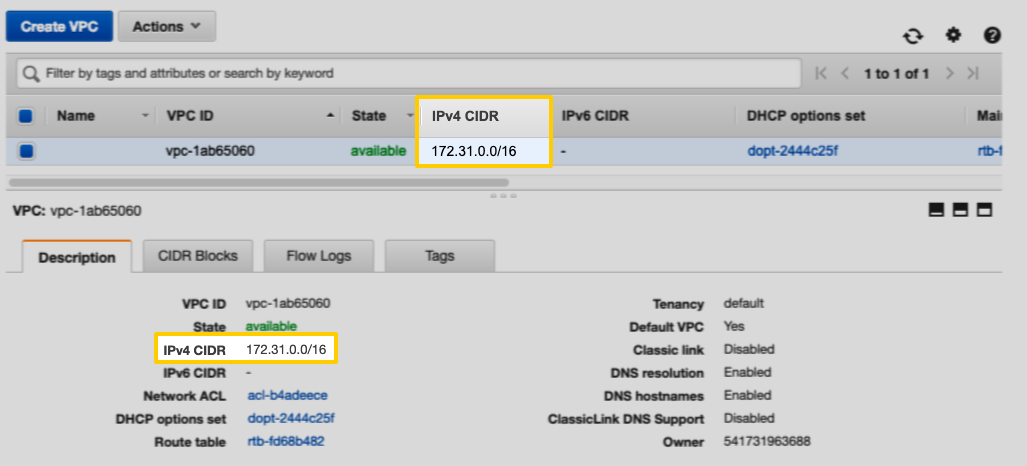 Create VPC Actions
Filter by tags and attributes or search by keyword 1 to 1 of 1
Name VPC ID State IPv4 CIDR IPv6 CIDR DHCP options set Mai
vpc-1ab65060 available 172.31.0.0/16 - dopt-2444c25f rtb-f
VPC: vpc-1ab65060
Description CIDR Blocks Flow Logs Tags
VPC ID vpc-1ab65060 Tenancy default
State available Default VPC Yes
IPv4 CIDR 172.31.0.0/16 Classic link Disabled
IPv6 CIDR - DNS resolution Enabled
Network ACL acl-b4adeece DNS hostnames Enabled
DHCP options set dopt-2444c25f ClassicLink DNS Support Disabled
Route table rtb-fd68b482 Owner 541731963688